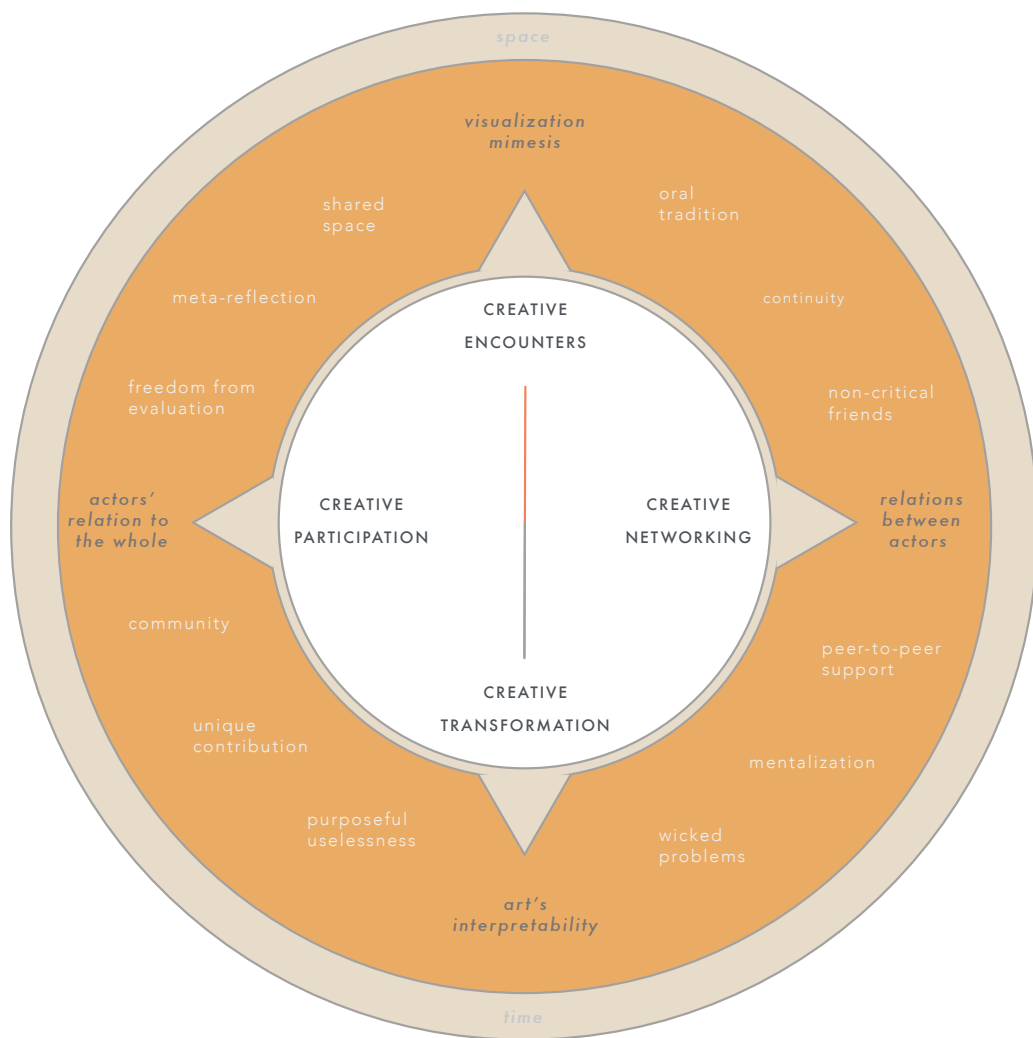 space
visualization
mimesis
oral
tradition
shared
space
meta-reflection
continuity
CREATIVE
ENCOUNTERS
freedom from
evaluation
non-critical
friends
actors’
relation to
the whole
CREATIVE
PARTICIPATION
CREATIVE
NETWORKING
relations
between
actors
community
peer-to-peer
support
CREATIVE
TRANSFORMATION
unique
contribution
mentalization
purposeful
uselessness
wicked
problems
art’s
interpretability
time